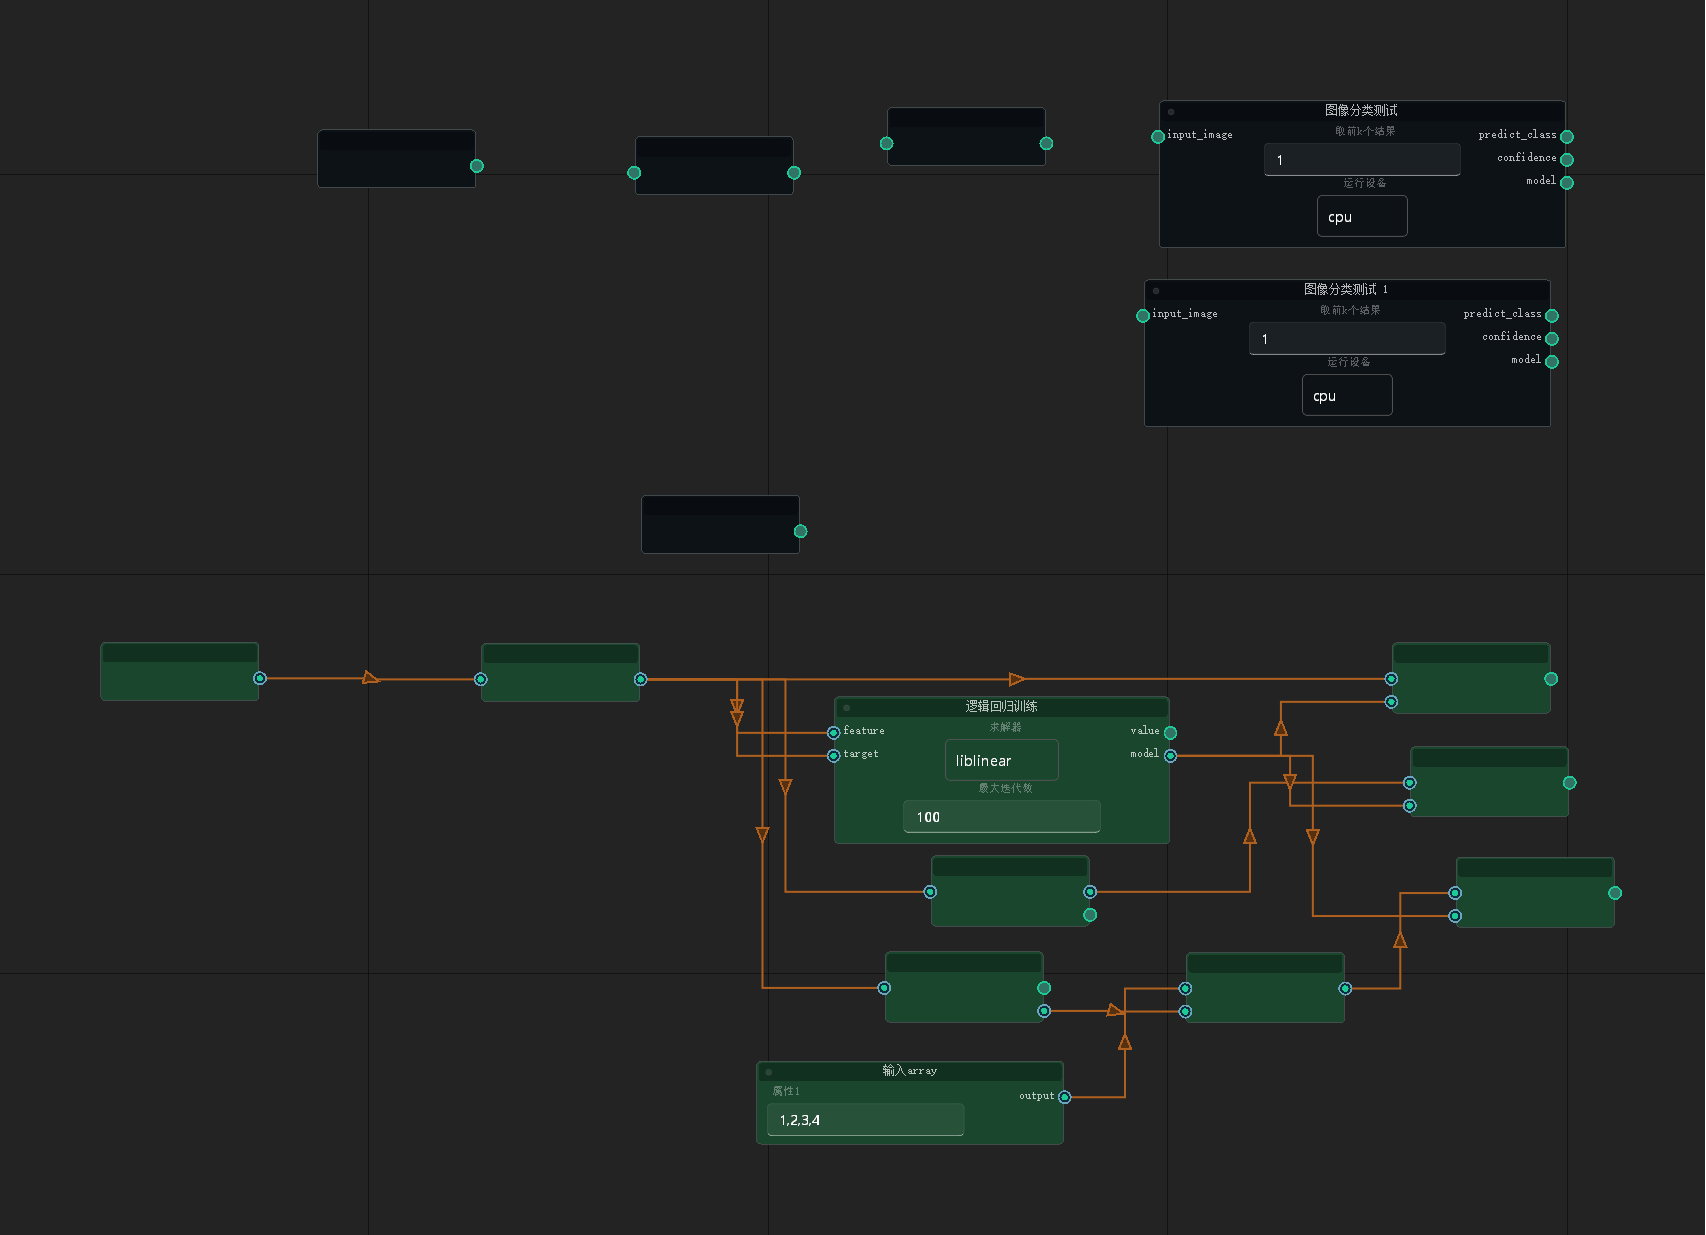 图像分类测试
取前k个结果
input_image
predict_class
1
confidence
model
运行设备
cpu
图像分类测试 1
取前k个结果
input_image
predict_class
1
confidence
model
运行设备
cpu
逻辑回归训练
求解器
feature
value
target
model
liblinear
最大迭代数
100
输入array
属性1
output
1,2,3,4